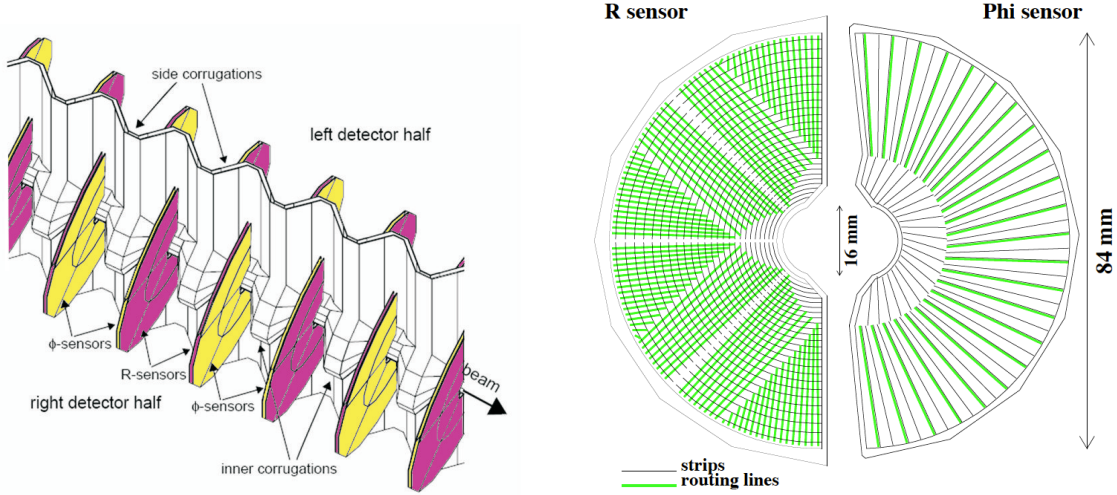 side corrugations
left detector half
ϕ-sensors
R-sensors
right detector half
ϕ-sensors
inner corrugations
beam
R sensor
Phi sensor
16 mm
84 mm
strips
routing lines